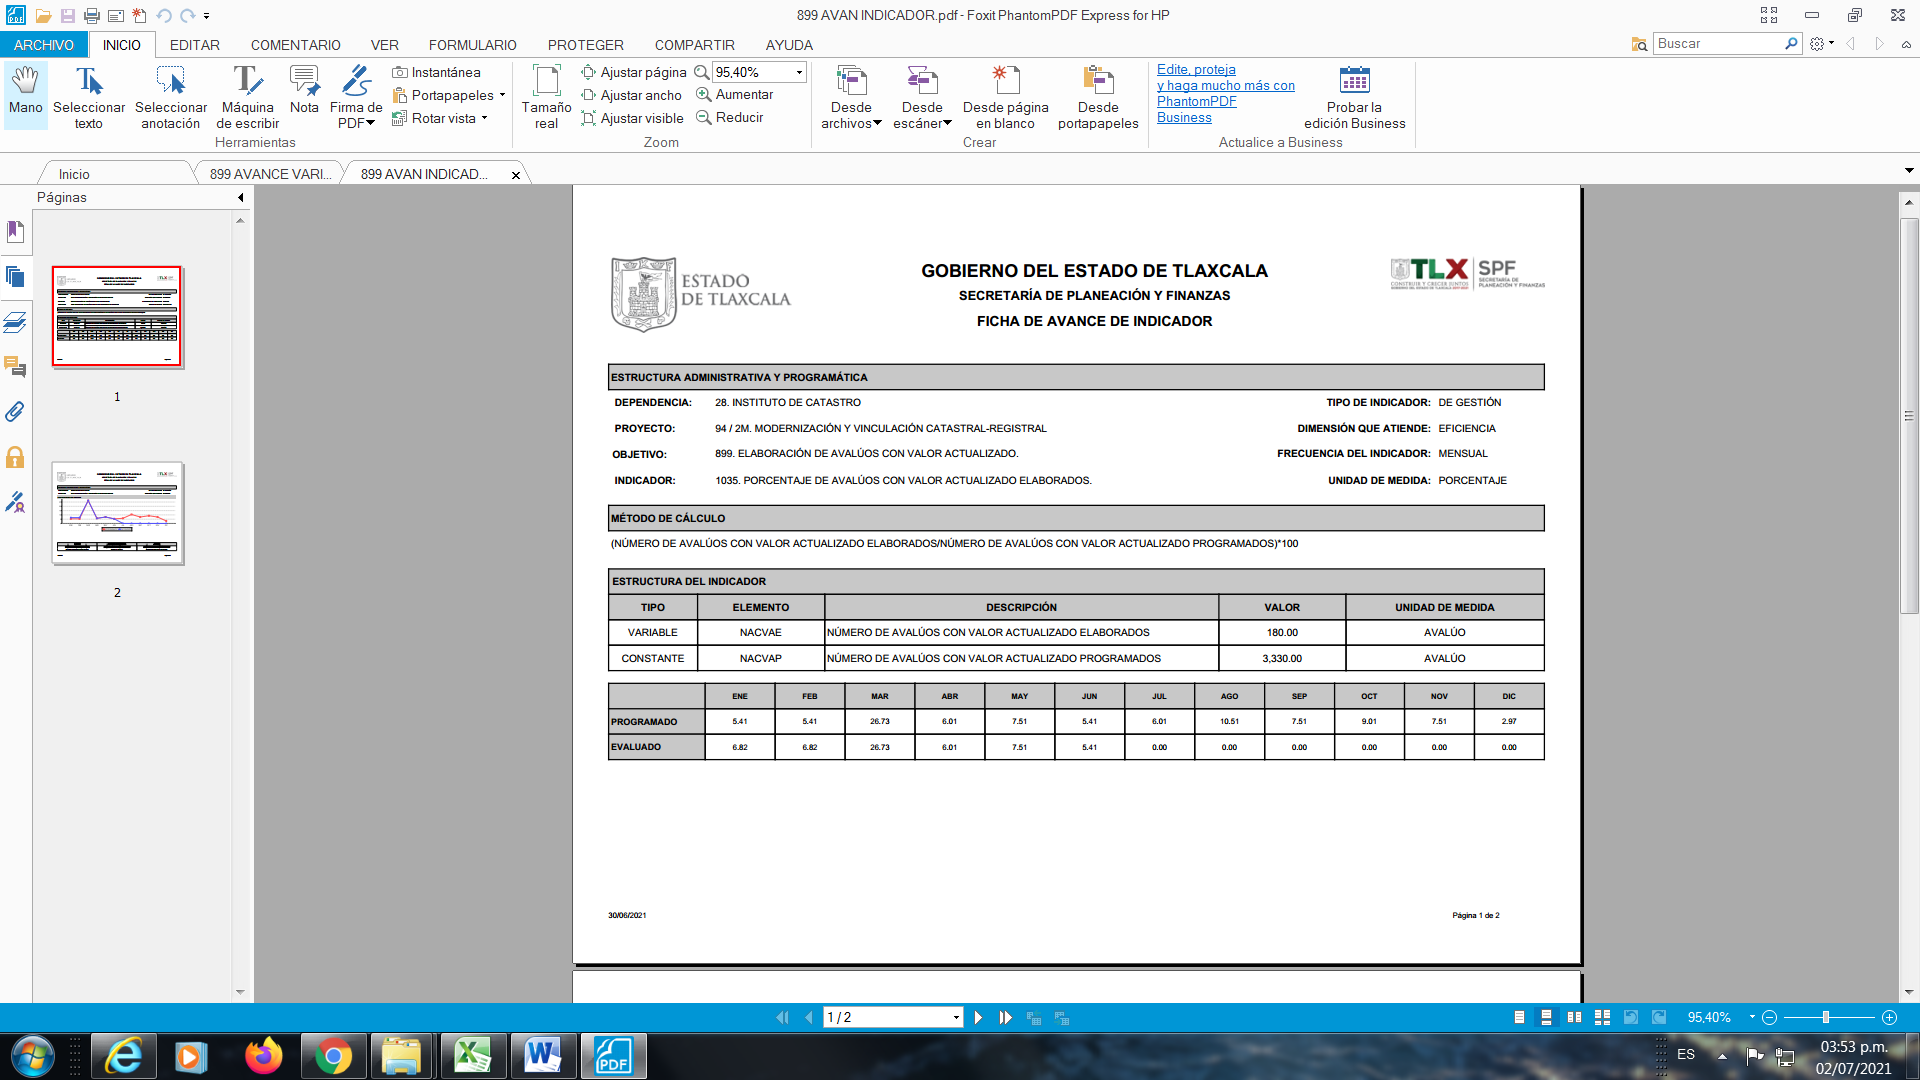 899 AVAN INDICADOR.pdf - Foxit PhantomPDF Express for HP
ARCHIVO INICIO EDITAR COMENTARIO VER FORMULARIO PROTEGER COMPARTIR AYUDA Buscar
Mano
Seleccionar texto
Seleccionar anotación
Máquina de escribir
Nota
Firma de PDF
Instantánea
Portapapeles
Rotar vista
Herramientas
Tamaño real
Ajustar página
Ajustar ancho
Ajustar visible
95,40%
Aumentar
Reducir
Zoom
Desde archivos
Desde escáner
Desde página en blanco
Desde portapapeles
Crear
Edite, proteja
y haga mucho más con
PhantomPDF
Business
Probar la edición Business
Actualice a Business
Inicio 899 AVANCE VARI... 899 AVAN INDICAD...
Páginas
1
2
ESTADO
DE TLAXCALA
GOBIERNO DEL ESTADO DE TLAXCALA
SECRETARÍA DE PLANEACIÓN Y FINANZAS
FICHA DE AVANCE DE INDICADOR
TLX
CONSTRUIR Y CRECER JUNTOS
SPF
SECRETARÍA DE
PLANEACIÓN Y FINANZAS
ESTRUCTURA ADMINISTRATIVA Y PROGRAMÁTICA
DEPENDENCIA: 28. INSTITUTO DE CATASTRO TIPO DE INDICADOR: DE GESTIÓN
PROYECTO: 94 / 2M. MODERNIZACIÓN Y VINCULACIÓN CATASTRAL-REGISTRAL DIMENSIÓN QUE ATIENDE: EFICIENCIA
OBJETIVO: 899. ELABORACIÓN DE AVALÚOS CON VALOR ACTUALIZADO. FRECUENCIA DEL INDICADOR: MENSUAL
INDICADOR: 1035. PORCENTAJE DE AVALÚOS CON VALOR ACTUALIZADO ELABORADOS. UNIDAD DE MEDIDA: PORCENTAJE
MÉTODO DE CÁLCULO
(NÚMERO DE AVALÚOS CON VALOR ACTUALIZADO ELABORADOS/NÚMERO DE AVALÚOS CON VALOR ACTUALIZADO PROGRAMADOS)*100
ESTRUCTURA DEL INDICADOR
TIPO ELEMENTO DESCRIPCIÓN VALOR UNIDAD DE MEDIDA
VARIABLE NACVAE NÚMERO DE AVALÚOS CON VALOR ACTUALIZADO ELABORADOS 180.00 AVALÚO
CONSTANTE NACVAP NÚMERO DE AVALÚOS CON VALOR ACTUALIZADO PROGRAMADOS 3,330.00 AVALÚO
ENE FEB MAR ABR MAY JUN JUL AGO SEP OCT NOV DIC
PROGRAMADO 5.41 5.41 26.73 6.01 7.51 5.41 6.01 10.51 7.51 9.01 7.51 2.97
EVALUADO 6.82 6.82 26.73 6.01 7.51 5.41 0.00 0.00 0.00 0.00 0.00 0.00
30/06/2021 Página 1 de 2
1 / 2 95,40%
ES 03:53 p.m.
02/07/2021